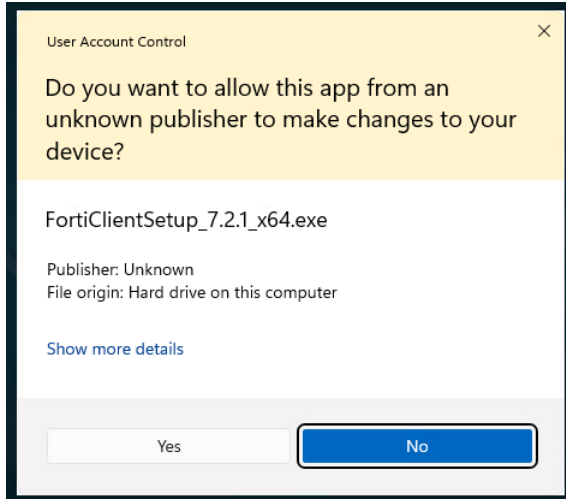 User Account Control
Do you want to allow this app from an
unknown publisher to make changes to your
device?
FortiClientSetup_7.2.1_x64.exe
Publisher: Unknown
File origin: Hard drive on this computer
Show more details
Yes
No